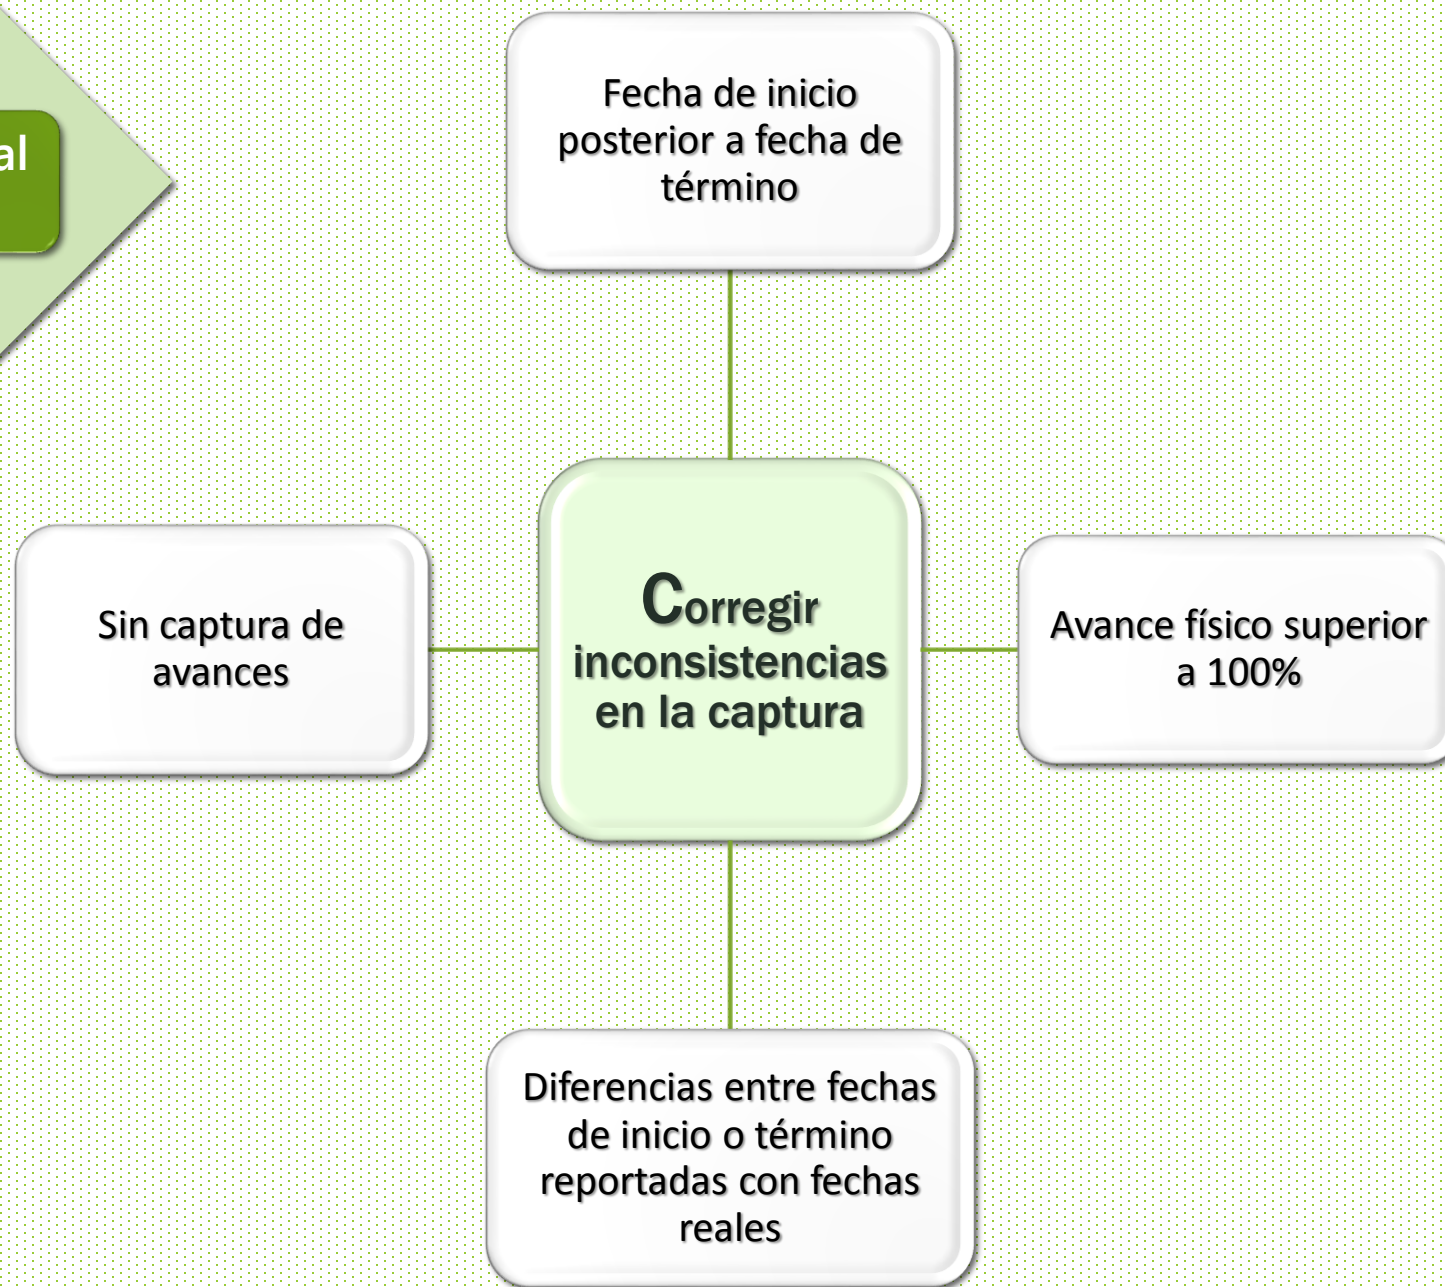 Fecha de inicio
posterior a fecha de
término
al
Sin captura de
avances
Corregir
inconsistencias
en la captura
Avance físico superior
a 100%
Diferencias entre fechas
de inicio o término
reportadas con fechas
reales